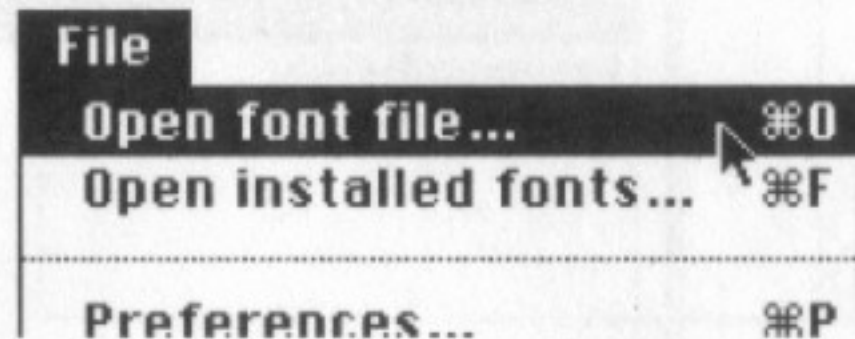 File
Open font file... ⌘O
Open installed fonts... ⌘F
Preferences... ⌘P